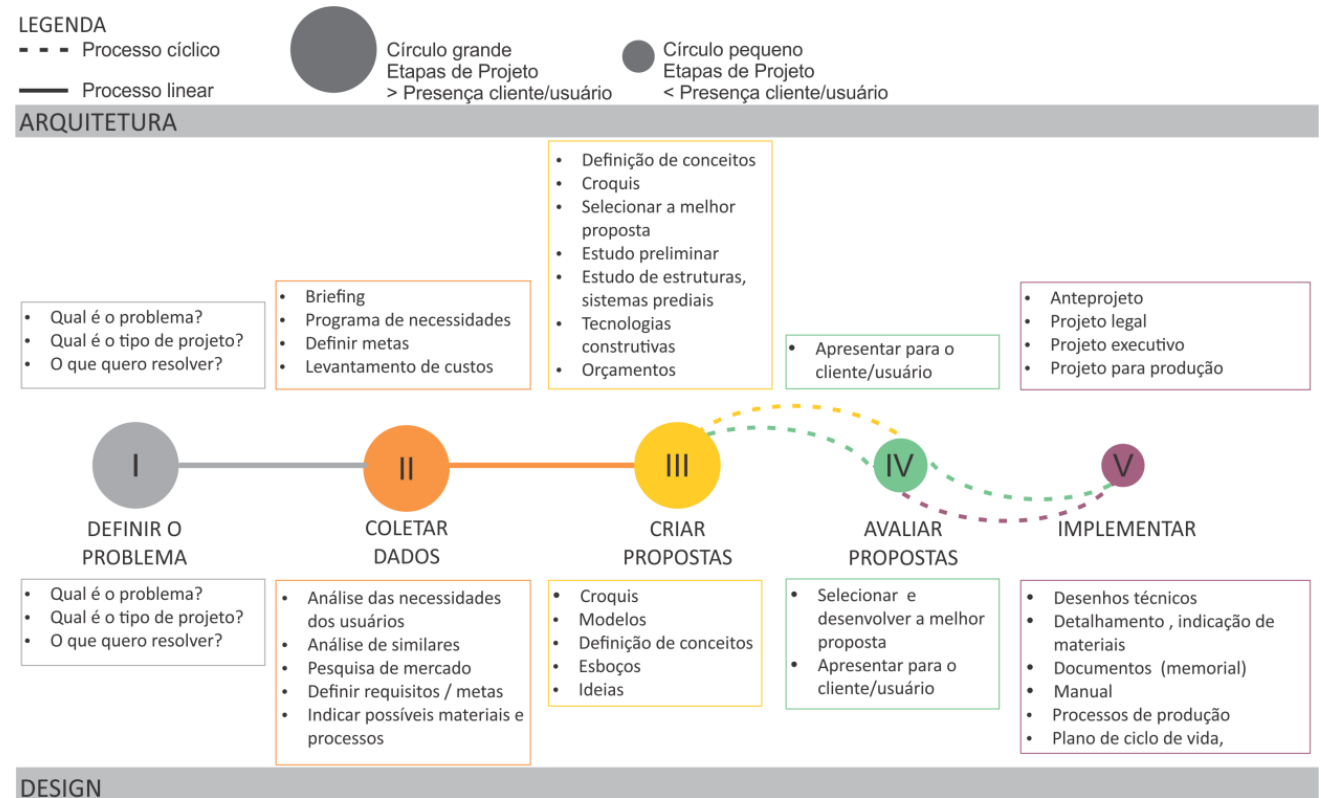 LEGENDA
Processo cíclico
Processo linear
Círculo grande
Etapas de Projeto
> Presença cliente/usuário
Círculo pequeno
Etapas de Projeto
< Presença cliente/usuário
ARQUITETURA
• Qual é o problema?
• Qual é o tipo de projeto?
• O que quero resolver?
• Briefing
• Programa de necessidades
• Definir metas
• Levantamento de custos
• Definição de conceitos
• Croquis
• Selecionar a melhor
proposta
• Estudo preliminar
• Estudo de estruturas,
sistemas prediais
• Tecnologias
construtivas
• Orçamentos
• Apresentar para o
cliente/usuário
• Anteprojeto
• Projeto legal
• Projeto executivo
• Projeto para produção
I
II
III
IV
V
DEFINIR O
PROBLEMA
COLETAR
DADOS
CRIAR
PROPOSTAS
AVALIAR
PROPOSTAS
IMPLEMENTAR
• Qual é o problema?
• Qual é o tipo de projeto?
• O que quero resolver?
• Análise das necessidades
dos usuários
• Análise de similares
• Pesquisa de mercado
• Definir requisitos / metas
• Indicar possíveis materiais e
processos
• Croquis
• Modelos
• Definição de conceitos
• Esboços
• Ideias
• Selecionar e
desenvolver a melhor
proposta
• Apresentar para o
cliente/usuário
• Desenhos técnicos
• Detalhamento , indicação de
materiais
• Documentos (memorial)
• Manual
• Processos de produção
• Plano de ciclo de vida,
DESIGN